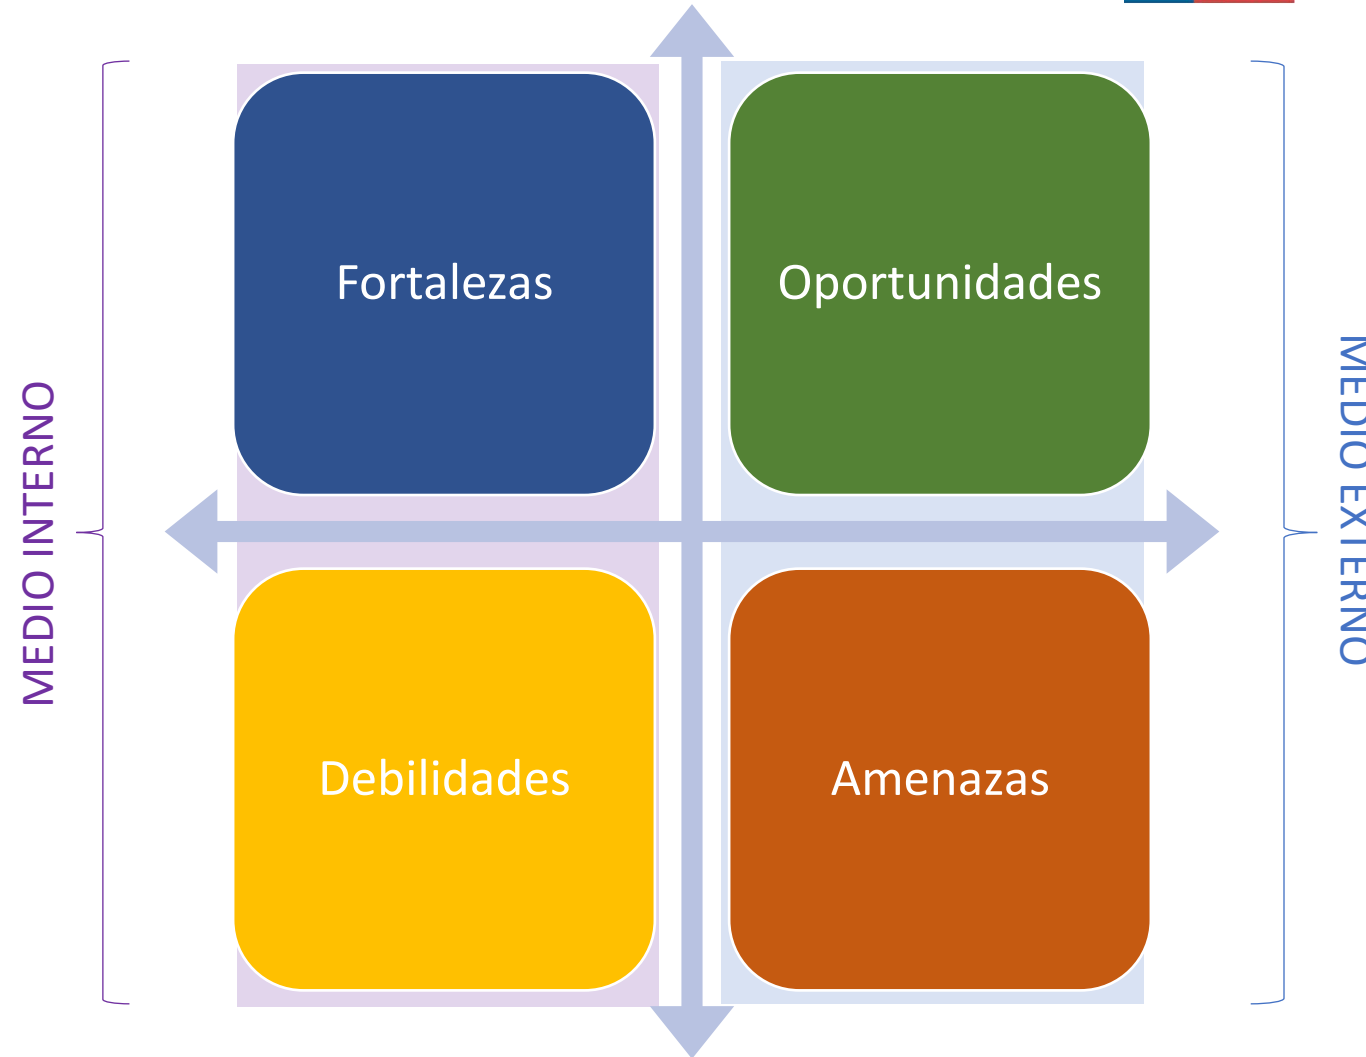 Fortalezas
Oportunidades
MEDIO INTERNO
MEDIO EXTERNO
Debilidades
Amenazas